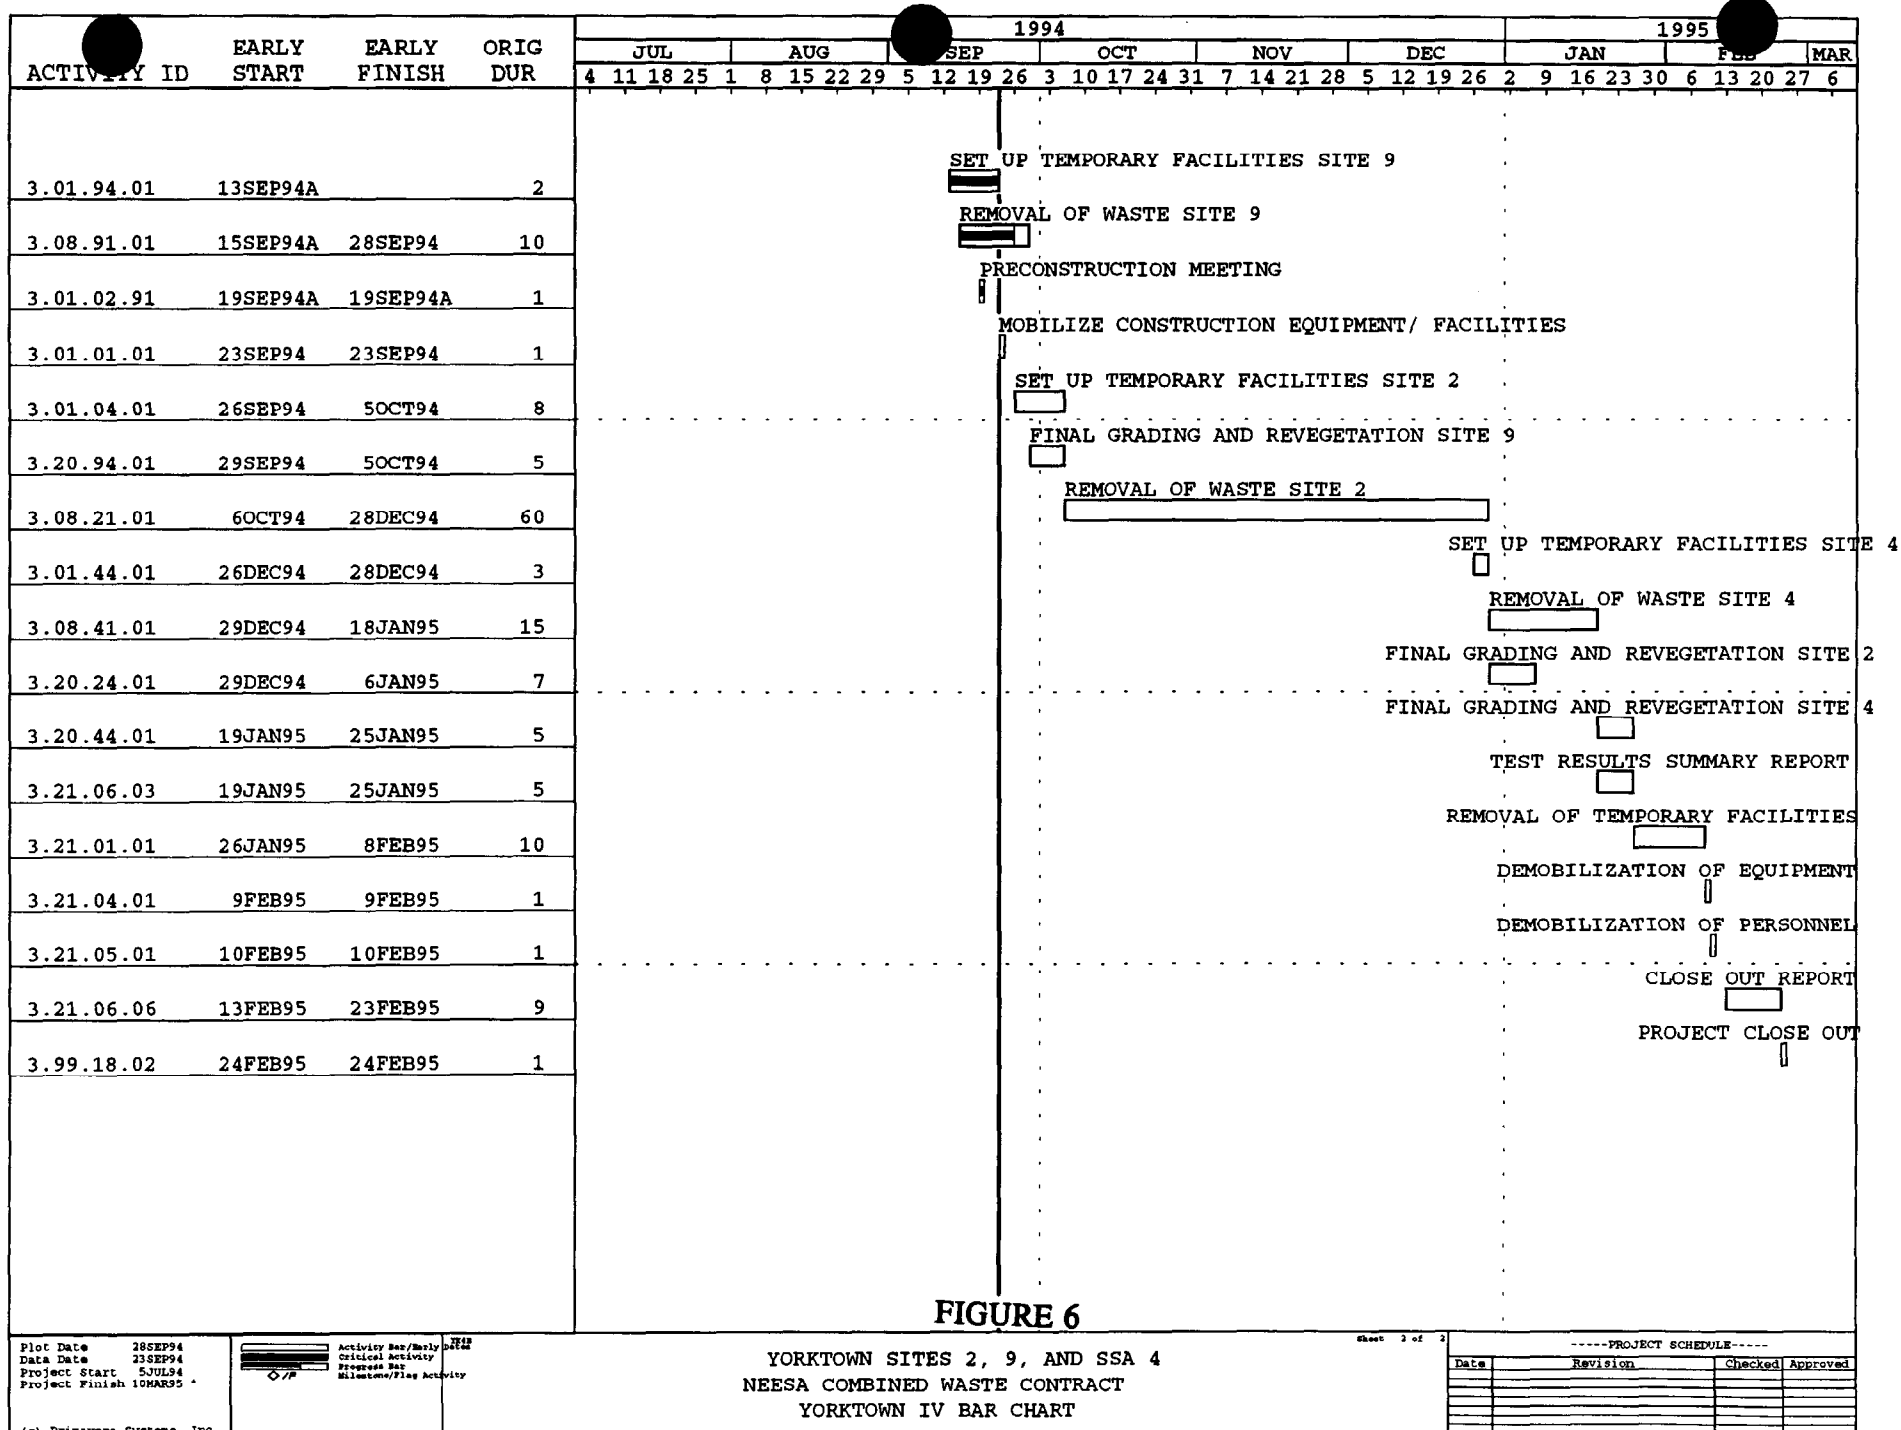 1994 1995
EARLY EARLY ORIG
JUL AUG SEP OCT NOV DEC JAN FEB MAR
ACTIVITY ID START FINISH DUR
4 11 18 25 1 8 15 22 29 5 12 19 26 3 10 17 24 31 7 14 21 28 5 12 19 26 2 9 16 23 30 6 13 20 27 6
SET UP TEMPORARY FACILITIES SITE 9
3.01.94.01 13SEP94A 2
REMOVAL OF WASTE SITE 9
3.08.91.01 15SEP94A 28SEP94 10
PRECONSTRUCTION MEETING
3.01.02.91 19SEP94A 19SEP94A 1
MOBILIZE CONSTRUCTION EQUIPMENT/ FACILITIES
3.01.01.01 23SEP94 23SEP94 1
SET UP TEMPORARY FACILITIES SITE 2
3.01.04.01 26SEP94 5OCT94 8
FINAL GRADING AND REVEGETATION SITE 9
3.20.94.01 29SEP94 5OCT94 5
REMOVAL OF WASTE SITE 2
3.08.21.01 6OCT94 28DEC94 60
SET UP TEMPORARY FACILITIES SITE 4
3.01.44.01 26DEC94 28DEC94 3
REMOVAL OF WASTE SITE 4
3.08.41.01 29DEC94 18JAN95 15
FINAL GRADING AND REVEGETATION SITE 2
3.20.24.01 29DEC94 6JAN95 7
FINAL GRADING AND REVEGETATION SITE 4
3.20.44.01 19JAN95 25JAN95 5
TEST RESULTS SUMMARY REPORT
3.21.06.03 19JAN95 25JAN95 5
REMOVAL OF TEMPORARY FACILITIES
3.21.01.01 26JAN95 8FEB95 10
DEMOBILIZATION OF EQUIPMENT
3.21.04.01 9FEB95 9FEB95 1
DEMOBILIZATION OF PERSONNEL
3.21.05.01 10FEB95 10FEB95 1
CLOSE OUT REPORT
3.21.06.06 13FEB95 23FEB95 9
PROJECT CLOSE OUT
3.99.18.02 24FEB95 24FEB95 1
FIGURE 6
Plot Date 28SEP94
Data Date 23SEP94
Project Start 5JUL94
Project Finish 10MAR95
Activity Bar/Early Dates
Critical Activity
Progress Bar
Milestone/Flag Activity
YORKTOWN SITES 2, 9, AND SSA 4
NEESA COMBINED WASTE CONTRACT
YORKTOWN IV BAR CHART
Sheet 2 of 2
-----PROJECT SCHEDULE-----
Date Revision Checked Approved
(c) Primavera Systems, Inc.